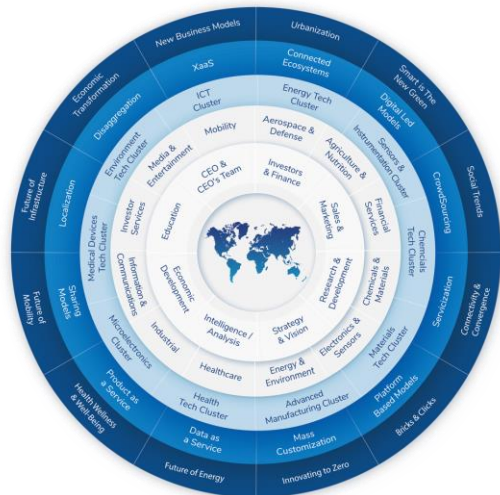 New Business Models
Urbanization
Smart is The
New Green
Social Trends
Connectivity &
Convergence
Bricks & Clicks
Innovating to Zero
Future of Energy
Health Wellness
& Well-Being
Future of
Mobility
Future of
Infrastructure
Economic
Transformation
XaaS
Connected
Ecosystems
Digital Led
Models
CrowdSourcing
Servicization
Platform
Based Models
Mass
Customization
Data as
a Service
Product as
a Service
Sharing
Models
Localization
Disaggregation
ICT
Cluster
Energy Tech
Cluster
Sensors &
Instrumentation Cluster
Chemcials
Tech Cluster
Materials
Tech Cluster
Advanced
Manufacturing Cluster
Health
Tech Cluster
Microelectronics
Cluster
Medical Devices
Tech Cluster
Environment
Tech Cluster
Mobility
Aerospace &
Defense
Agriculture &
Nutrition
Financial
Services
Chemicals &
Materials
Electronics &
Sensors
Energy &
Environment
Healthcare
Industrial
Information &
Communications
Investor
Services
Media &
Entertainment
CEO &
CEO's Team
Investors
& Finance
Sales &
Marketing
Research &
Development
Strategy
& Vision
Intelligence /
Analysis
Economic
Development
Education